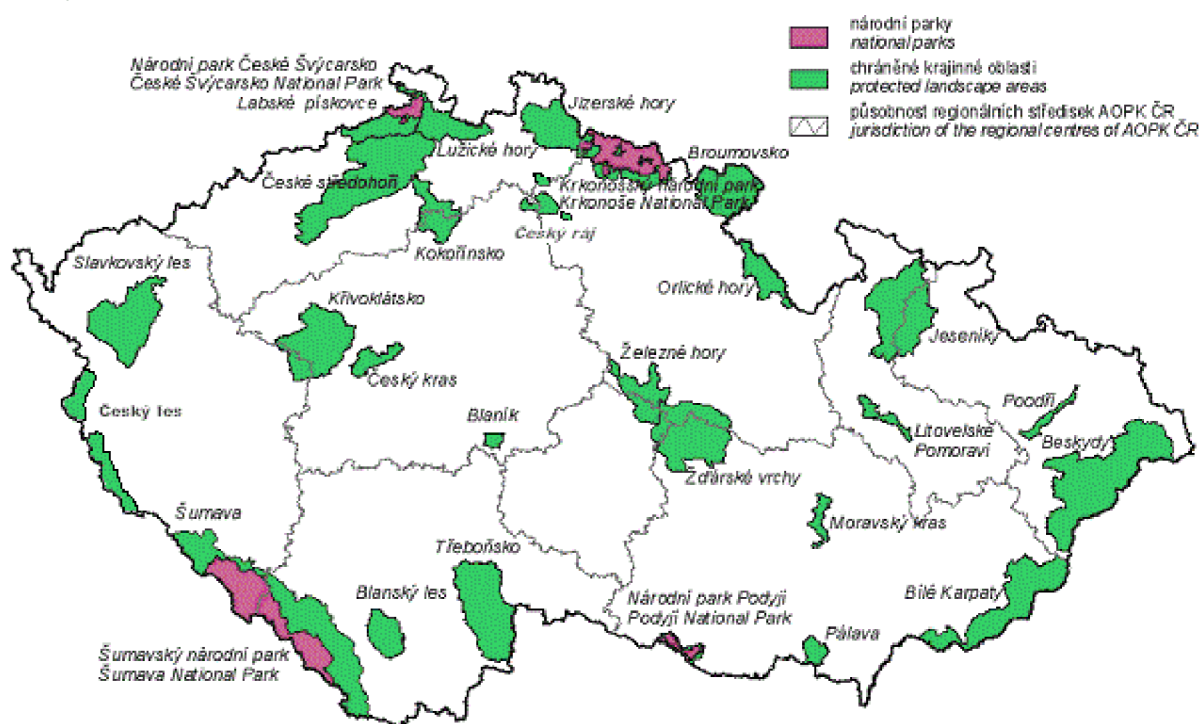 národní parky
national parks
chráněné krajinné oblasti
protected landscape areas
působnost regionálních středisek AOPK ČR
jurisdiction of the regional centres of AOPK ČR
Národní park České Švýcarsko
České Švýcarsko National Park
Labské pískovce
Jizerské hory
Lužické hory
Broumovsko
České středohoří
Krkonošský národní park
Krkonoše National Park
Český ráj
Kokořínsko
Slavkovský les
Orlické hory
Křivoklátsko
Jeseníky
Železné hory
Český kras
Český les
Blaník
Poodří
Litovelské
Pomoraví
Beskydy
Žďárské vrchy
Šumava
Moravský kras
Třeboňsko
Blanský les
Národní park Podyjí
Podyjí National Park
Bílé Karpaty
Pálava
Šumavský národní park
Šumava National Park